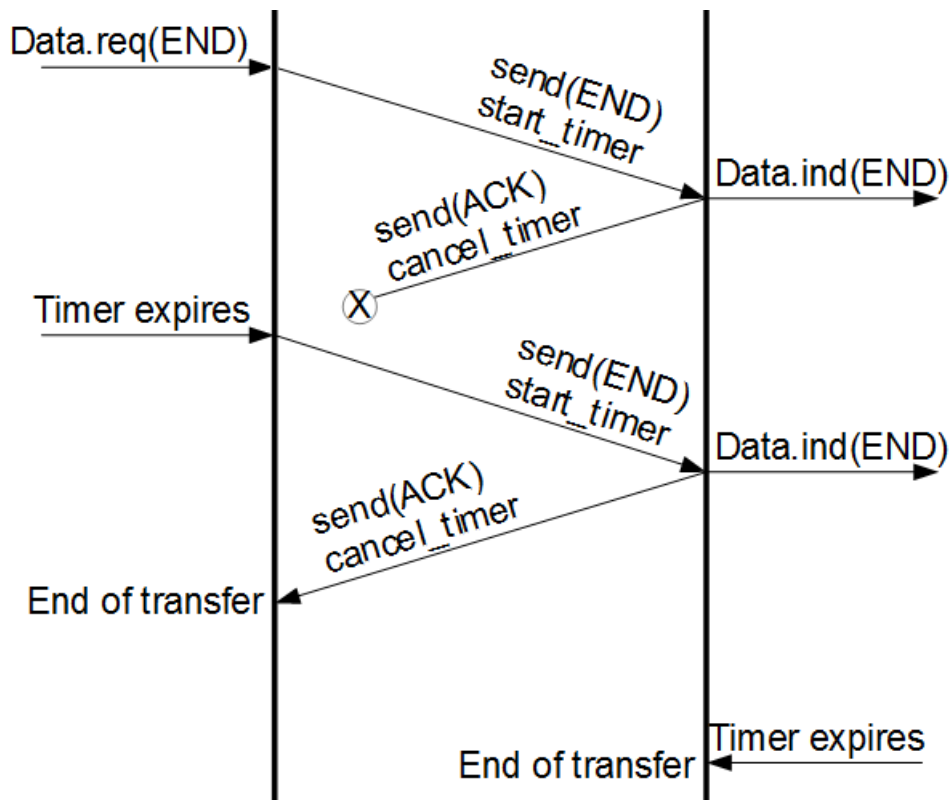 Data.req(END)
send(END)
start_timer
Data.ind(END)
send(ACK)
cancel_timer
X
Timer expires
send(END)
start_timer
Data.ind(END)
send(ACK)
cancel_timer
End of transfer
Timer expires
End of transfer